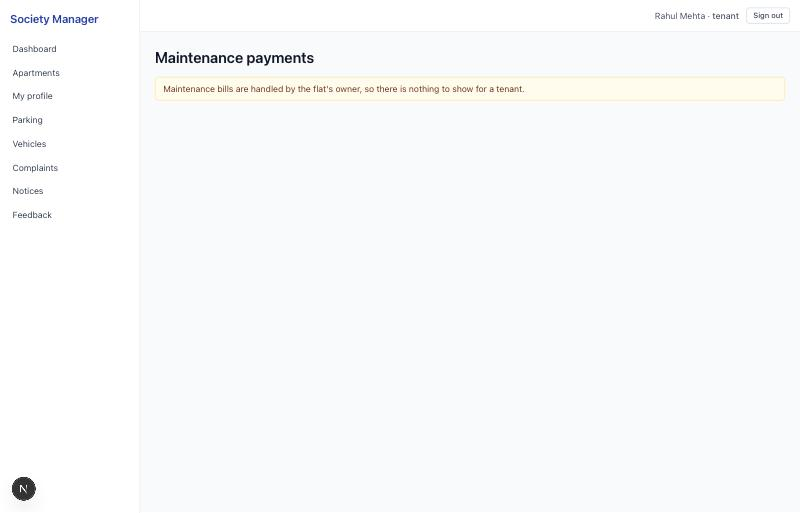 Society Manager
Rahul Mehta · tenant
Sign out
Dashboard
Apartments
My profile
Parking
Vehicles
Complaints
Notices
Feedback
Maintenance payments
Maintenance bills are handled by the flat's owner, so there is nothing to show for a tenant.
N